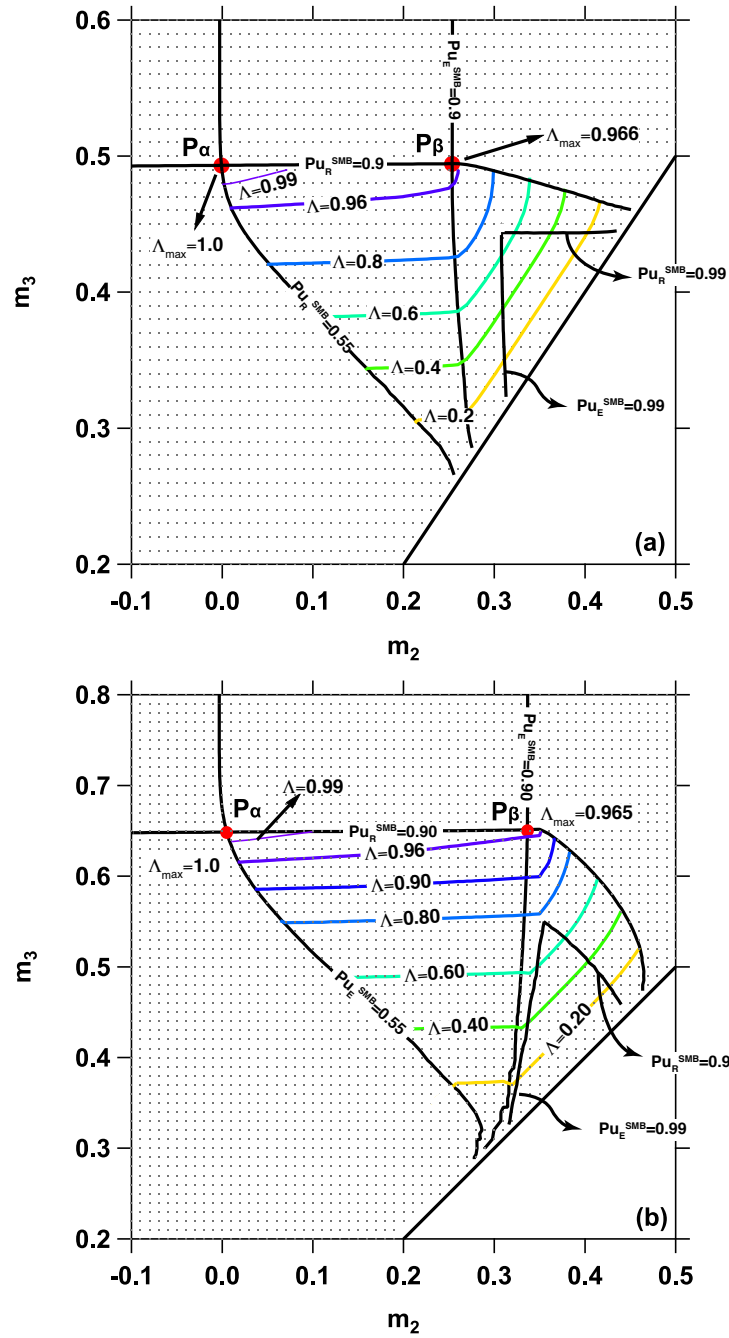 0.6
Pu_E^SMB=0.9
Pα
Pβ
Λmax=0.966
0.5
Pu_R^SMB=0.9
Λ=0.99
Λ=0.96
Λmax=1.0
Λ=0.8
Pu_R^SMB=0.99
m3
0.4
Pu_R^SMB=0.55
Λ=0.6
Λ=0.4
Pu_E^SMB=0.99
0.3
Λ=0.2
(a)
0.2
-0.1 0.0 0.1 0.2 0.3 0.4 0.5
m2
0.8
Pu_E^SMB=0.90
0.7
Λ=0.99
Pα
Pβ
Λmax=0.965
Pu_R^SMB=0.90
Λmax=1.0
Λ=0.96
0.6
Λ=0.90
Λ=0.80
m3
0.5
Λ=0.60
Pu_E^SMB=0.55
Λ=0.40
Λ=0.20
0.4
Pu_R^SMB=0.9
Pu_E^SMB=0.99
0.3
(b)
0.2
-0.1 0.0 0.1 0.2 0.3 0.4 0.5
m2